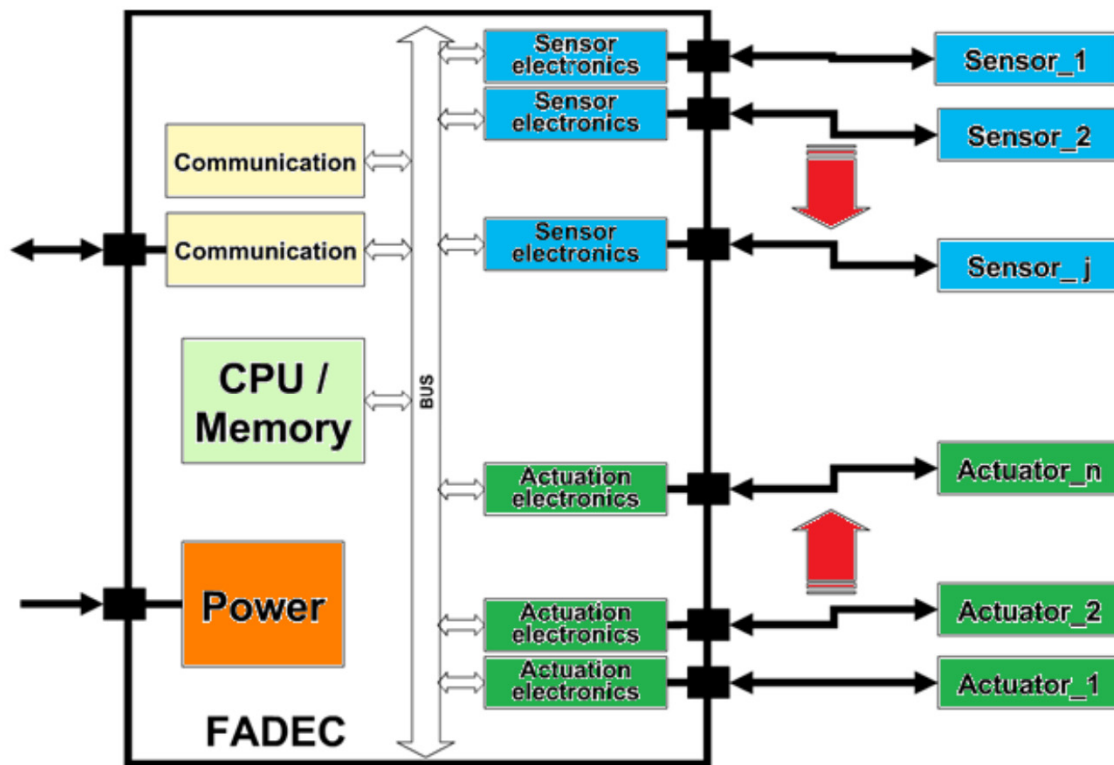 Sensor
electronics
Sensor_1
Sensor
electronics
Sensor_2
Communication
Communication
Sensor
electronics
Sensor_j
CPU /
Memory
BUS
Actuation
electronics
Actuator_n
Power
Actuation
electronics
Actuator_2
Actuation
electronics
Actuator_1
FADEC